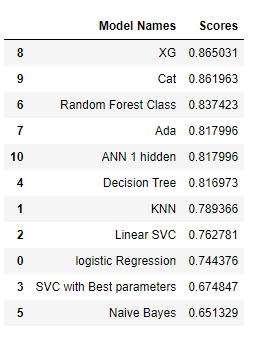 Model Names Scores
8 XG 0.865031
9 Cat 0.861963
6 Random Forest Class 0.837423
7 Ada 0.817996
10 ANN 1 hidden 0.817996
4 Decision Tree 0.816973
1 KNN 0.789366
2 Linear SVC 0.762781
0 logistic Regression 0.744376
3 SVC with Best parameters 0.674847
5 Naive Bayes 0.651329